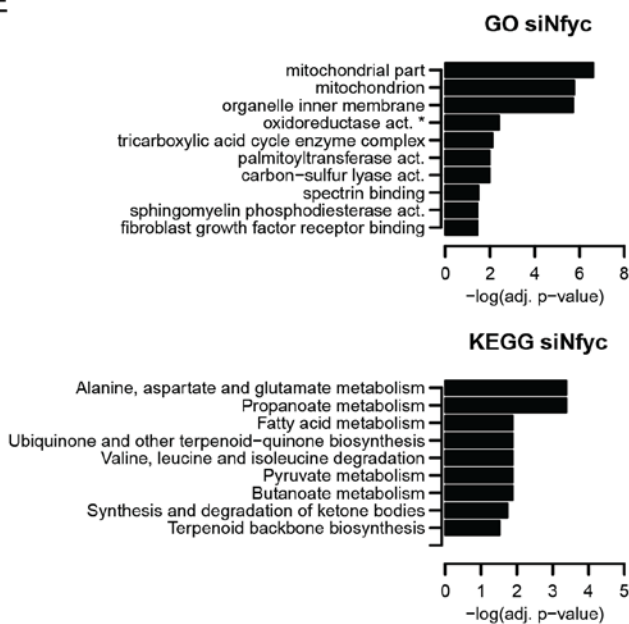 GO siNfyc
mitochondrial part
mitochondrion
organelle inner membrane
oxidoreductase act. *
tricarboxylic acid cycle enzyme complex
palmitoyltransferase act.
carbon−sulfur lyase act.
spectrin binding
sphingomyelin phosphodiesterase act.
fibroblast growth factor receptor binding
0 2 4 6 8
−log(adj. p−value)
KEGG siNfyc
Alanine, aspartate and glutamate metabolism
Propanoate metabolism
Fatty acid metabolism
Ubiquinone and other terpenoid−quinone biosynthesis
Valine, leucine and isoleucine degradation
Pyruvate metabolism
Butanoate metabolism
Synthesis and degradation of ketone bodies
Terpenoid backbone biosynthesis
0 1 2 3 4 5
−log(adj. p−value)